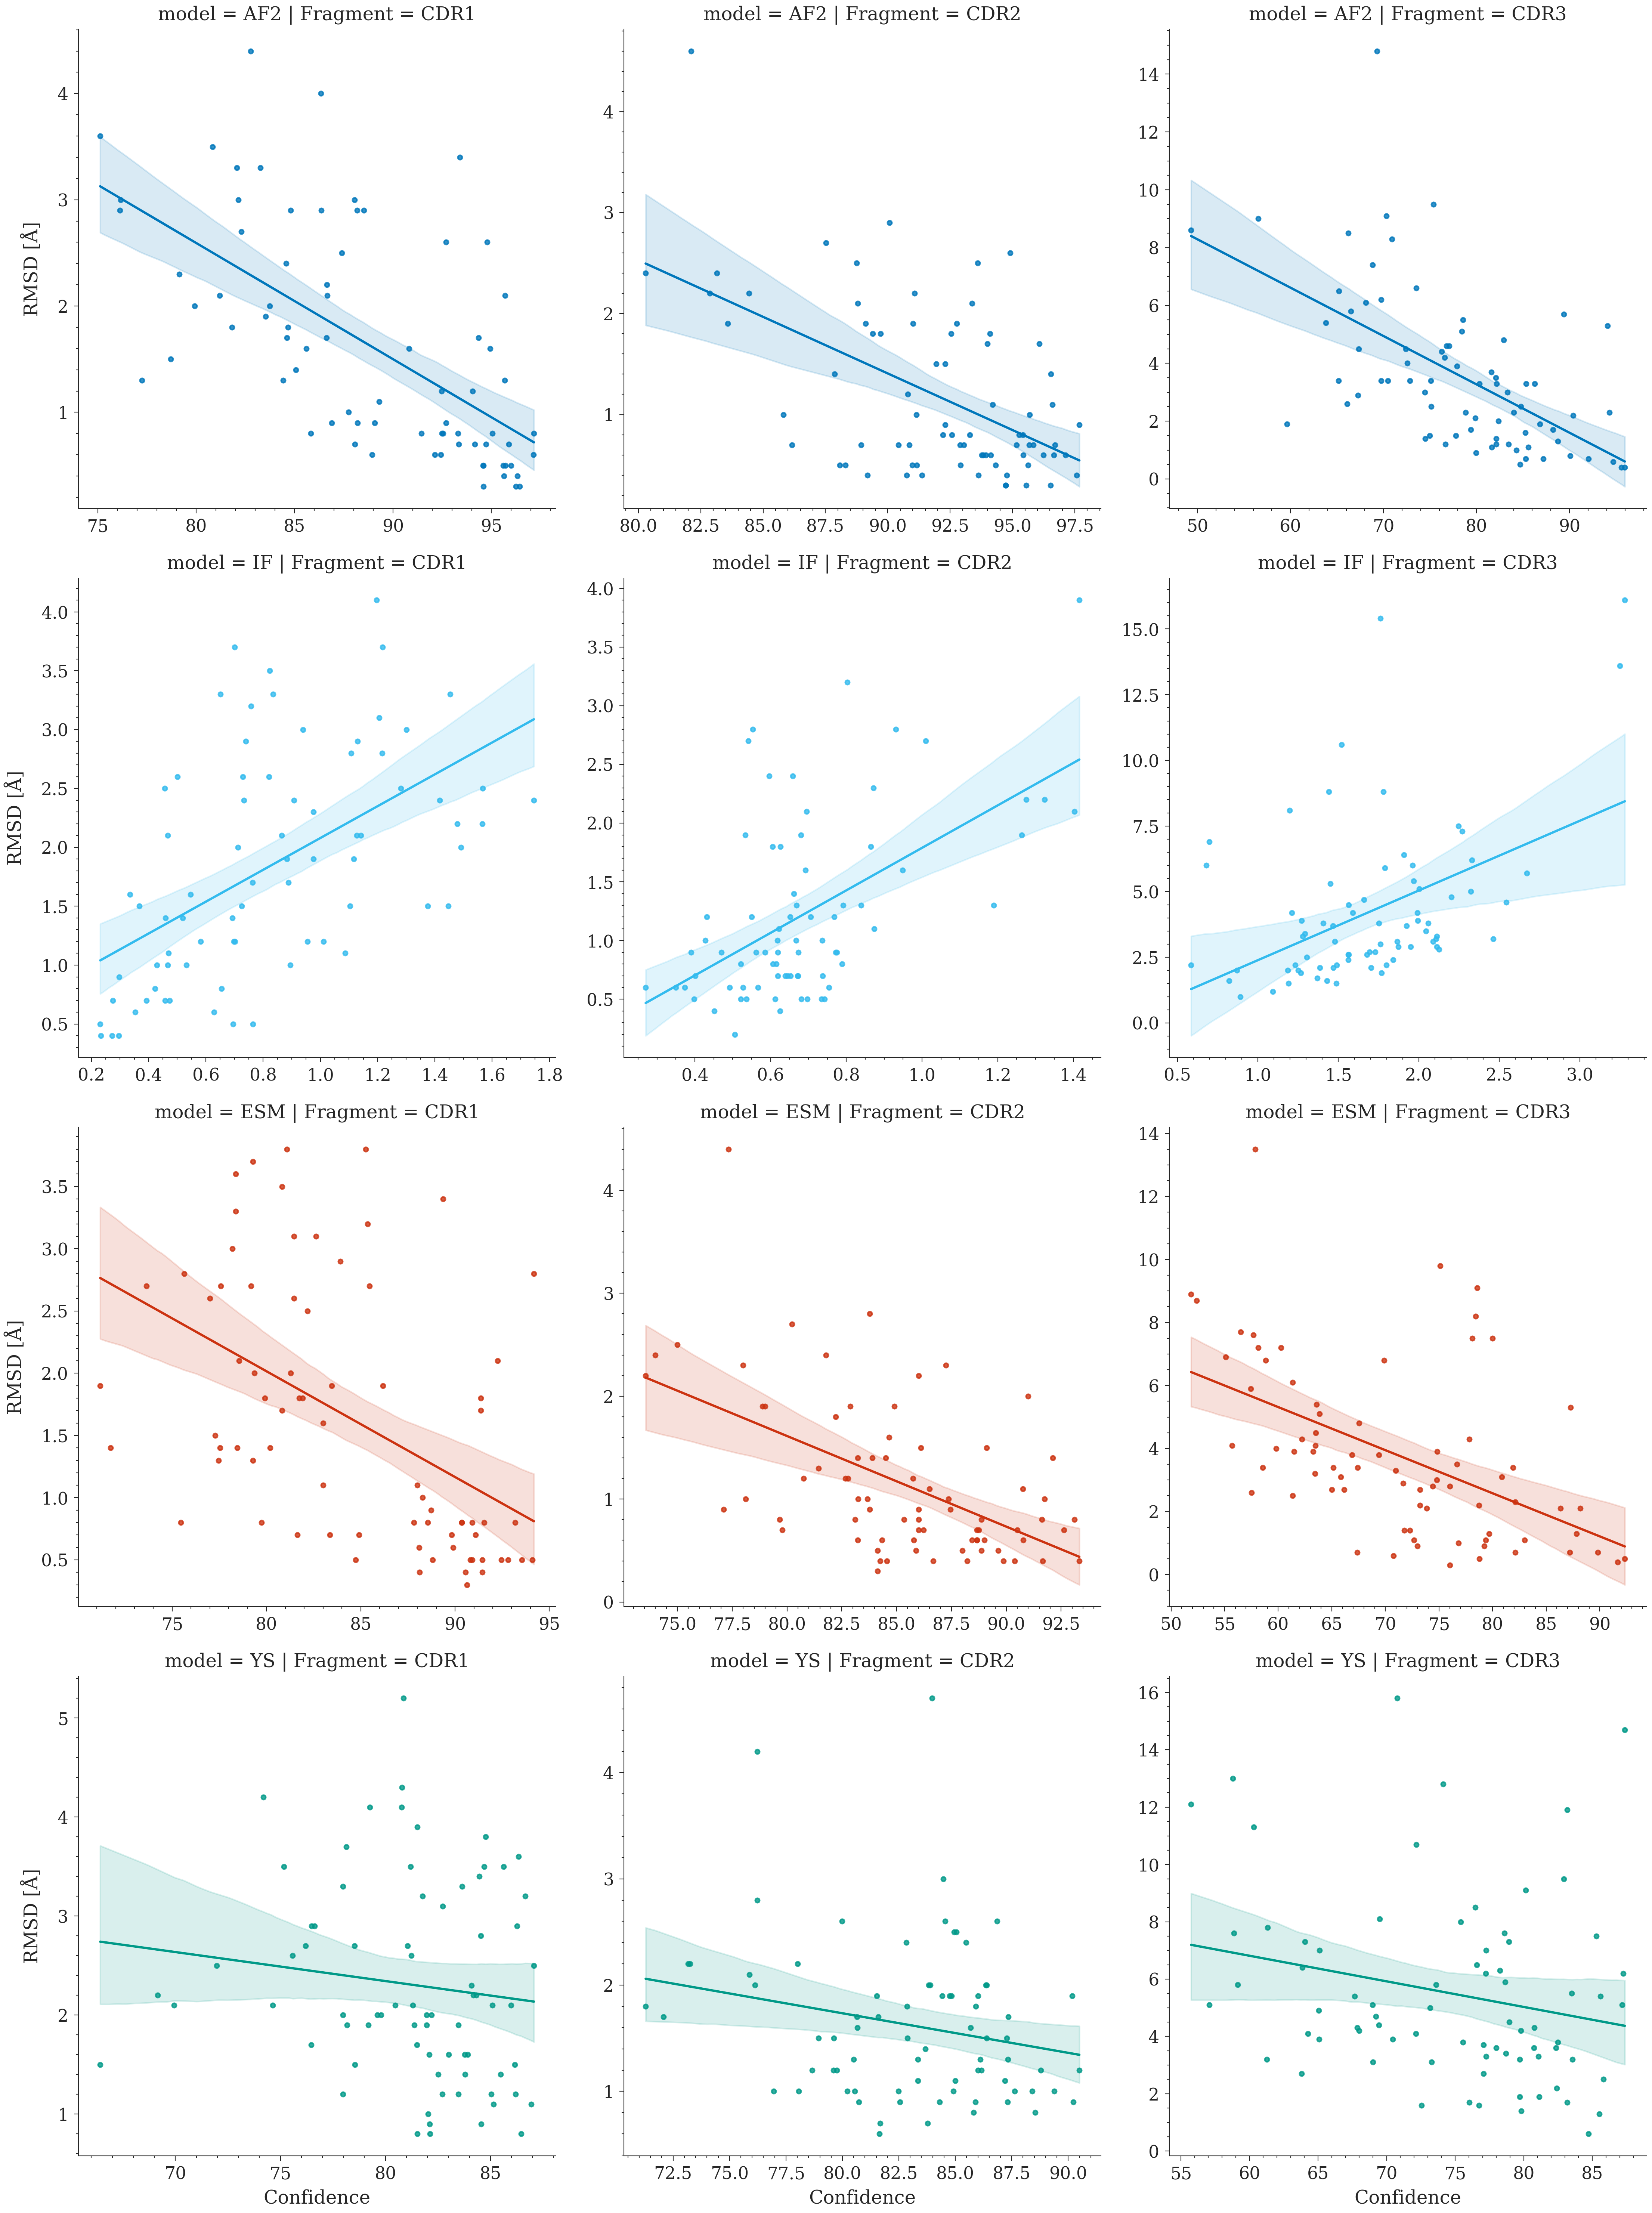 model = AF2 | Fragment = CDR1
model = AF2 | Fragment = CDR2
model = AF2 | Fragment = CDR3
RMSD [Å]
4
3
2
1
75 80 85 90 95
4
3
2
1
80.0 82.5 85.0 87.5 90.0 92.5 95.0 97.5
14
12
10
8
6
4
2
0
50 60 70 80 90
model = IF | Fragment = CDR1
model = IF | Fragment = CDR2
model = IF | Fragment = CDR3
RMSD [Å]
4.0
3.5
3.0
2.5
2.0
1.5
1.0
0.5
0.2 0.4 0.6 0.8 1.0 1.2 1.4 1.6 1.8
4.0
3.5
3.0
2.5
2.0
1.5
1.0
0.5
0.4 0.6 0.8 1.0 1.2 1.4
15.0
12.5
10.0
7.5
5.0
2.5
0.0
0.5 1.0 1.5 2.0 2.5 3.0
model = ESM | Fragment = CDR1
model = ESM | Fragment = CDR2
model = ESM | Fragment = CDR3
RMSD [Å]
3.5
3.0
2.5
2.0
1.5
1.0
0.5
75 80 85 90 95
4
3
2
1
0
75.0 77.5 80.0 82.5 85.0 87.5 90.0 92.5
14
12
10
8
6
4
2
0
50 55 60 65 70 75 80 85 90
model = YS | Fragment = CDR1
model = YS | Fragment = CDR2
model = YS | Fragment = CDR3
RMSD [Å]
5
4
3
2
1
70 75 80 85
Confidence
4
3
2
1
72.5 75.0 77.5 80.0 82.5 85.0 87.5 90.0
Confidence
16
14
12
10
8
6
4
2
0
55 60 65 70 75 80 85
Confidence